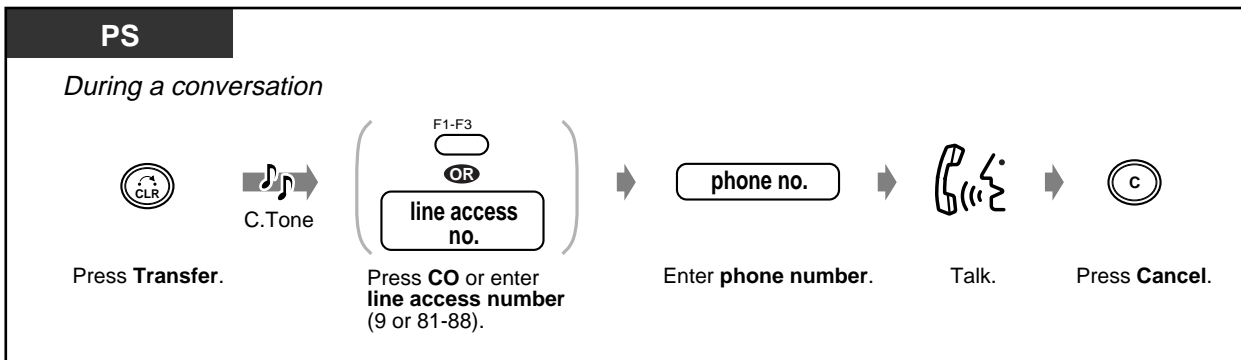 PS
During a conversation
F1-F3
CLR
OR
C.Tone
line access
no.
phone no.
C
Press Transfer.
Press CO or enter
line access number
(9 or 81-88).
Enter phone number.
Talk.
Press Cancel.